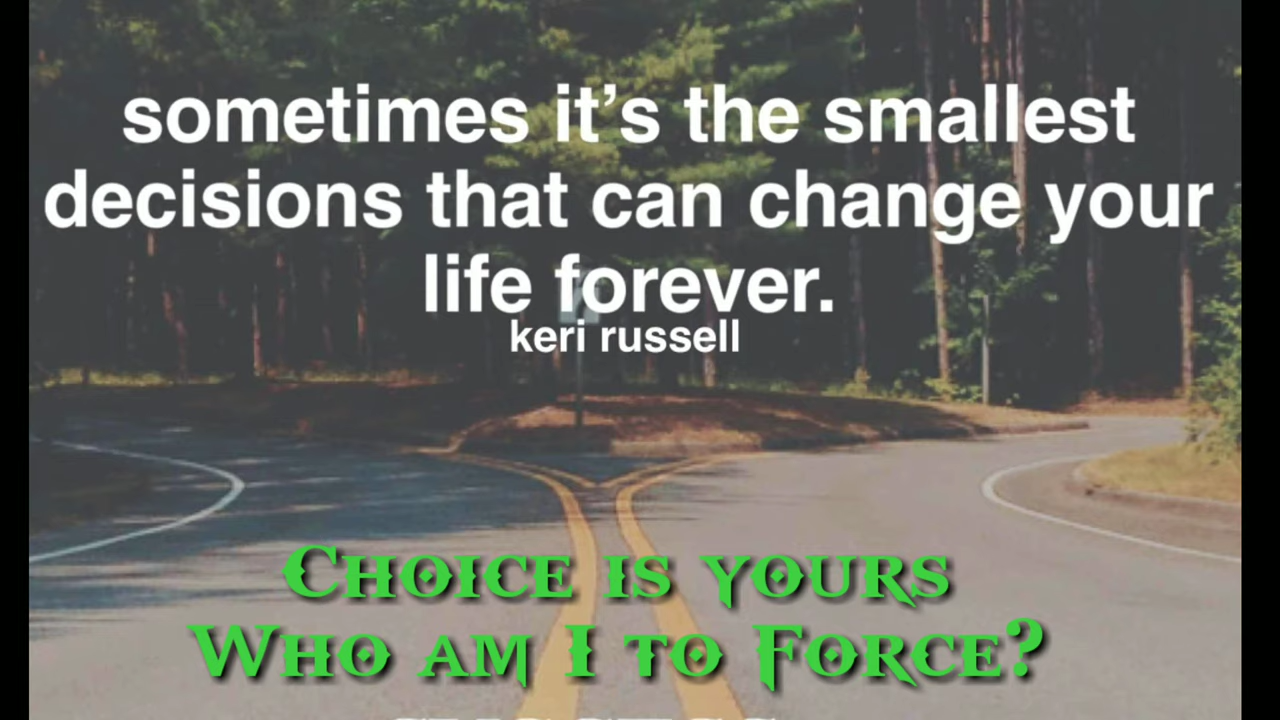 sometimes it's the smallest
decisions that can change your
life forever.
keri russell
Choice is yours
Who am I to Force?